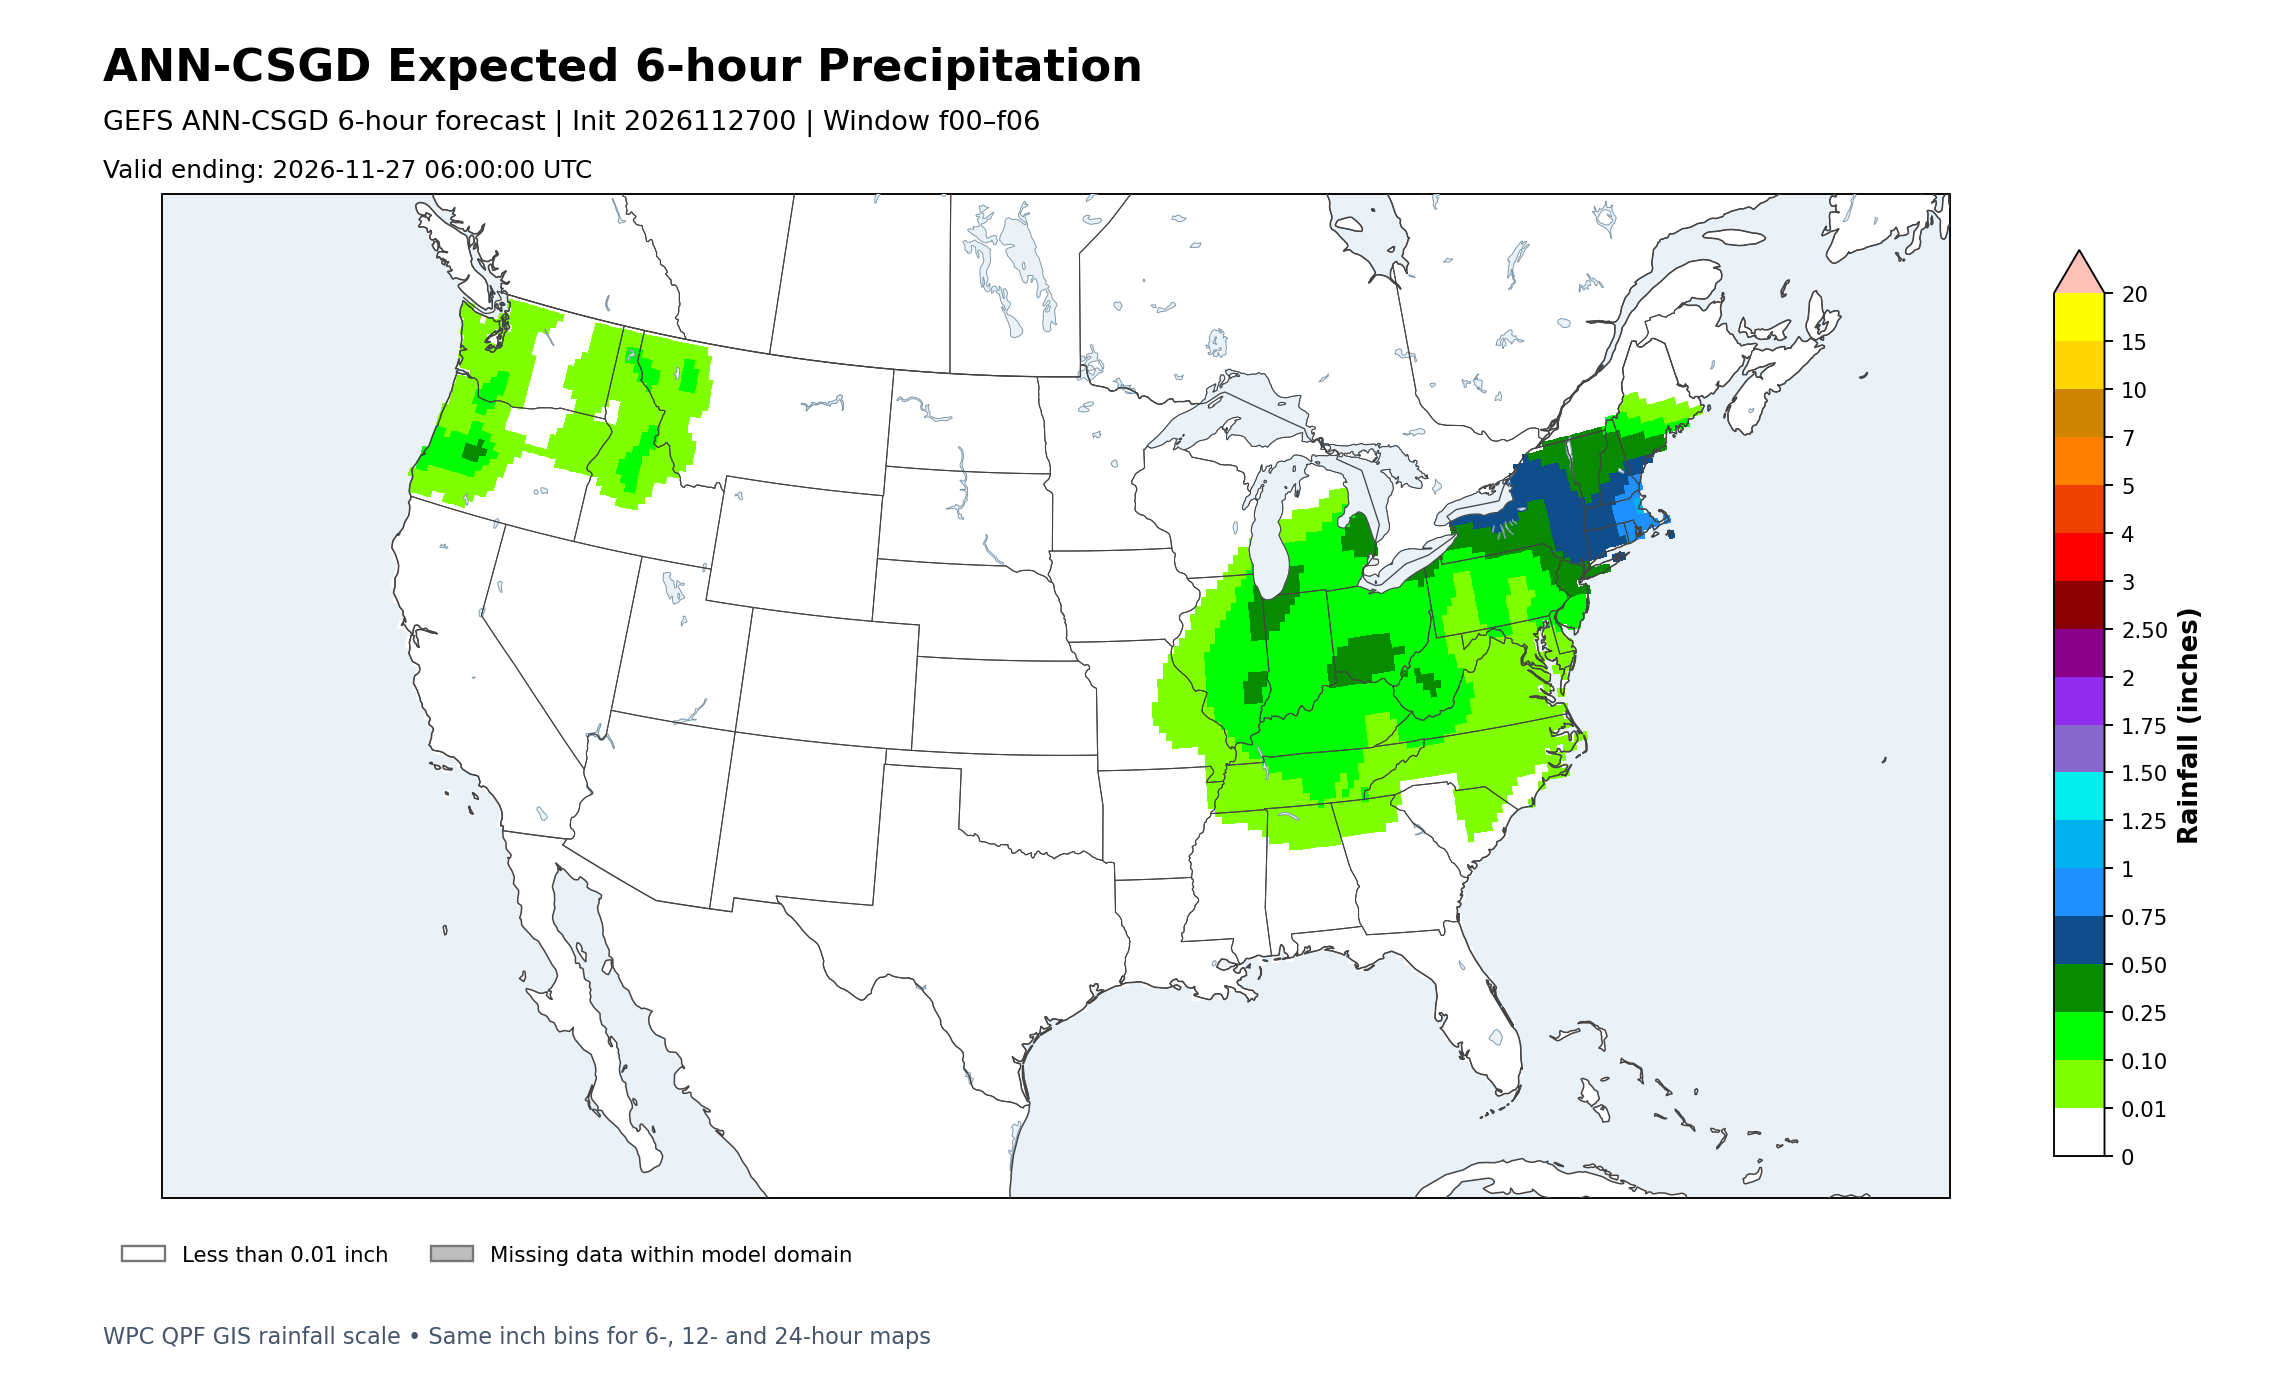 ANN-CSGD Expected 6-hour Precipitation
GEFS ANN-CSGD 6-hour forecast | Init 2026112700 | Window f00–f06
Valid ending: 2026-11-27 06:00:00 UTC
20
15
10
7
5
4
3
2.50
2
1.75
1.50
1.25
1
0.75
0.50
0.25
0.10
0.01
0
Rainfall (inches)
Less than 0.01 inch
Missing data within model domain
WPC QPF GIS rainfall scale • Same inch bins for 6-, 12- and 24-hour maps